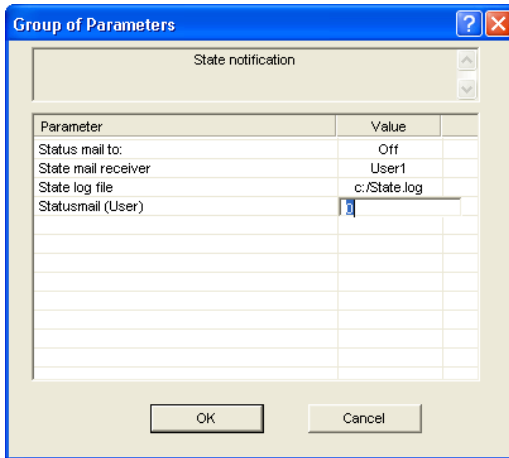 Group of Parameters
State notification
Parameter Value
Status mail to: Off
State mail receiver User1
State log file c:/State.log
Statusmail (User) 0
OK Cancel